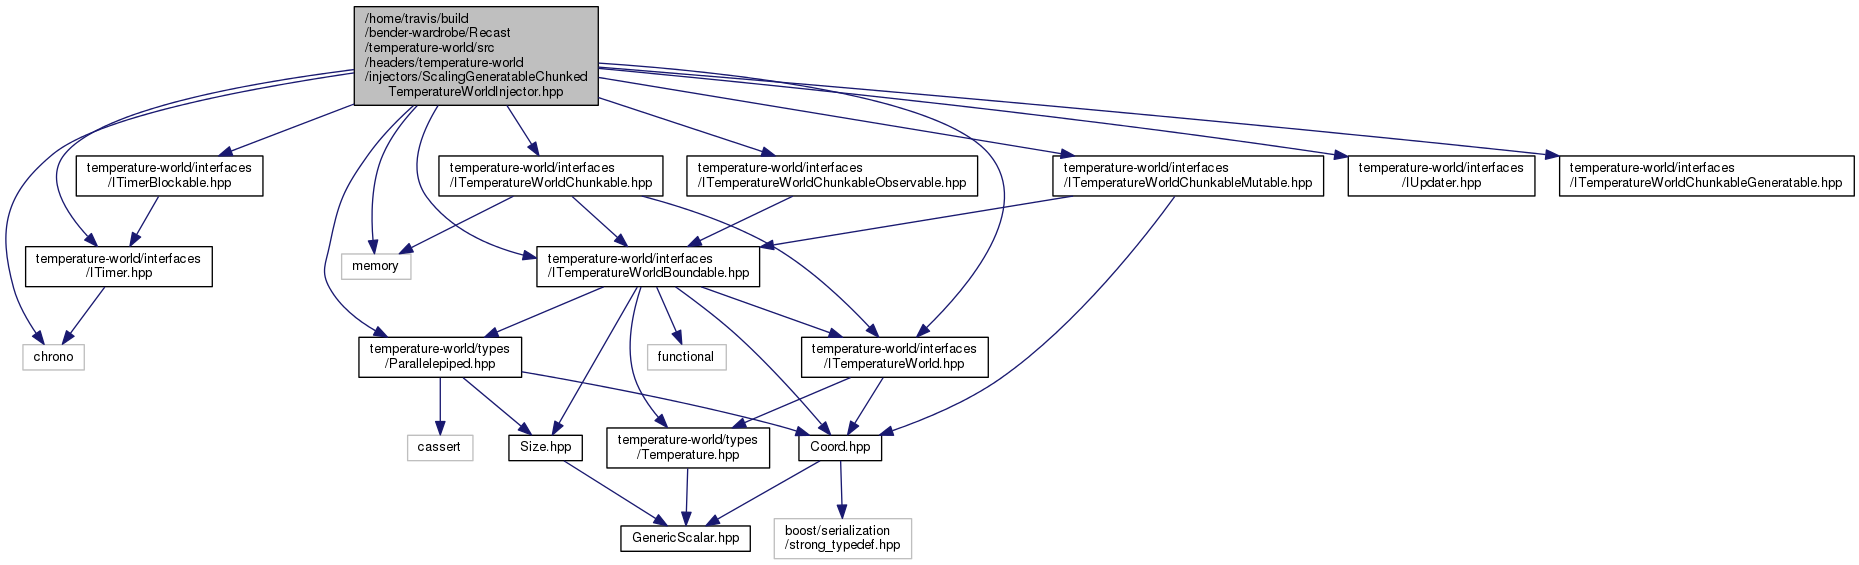 /home/travis/build
/bender-wardrobe/Recast
/temperature-world/src
/headers/temperature-world
/injectors/ScalingGeneratableChunked
TemperatureWorldInjector.hpp
temperature-world/interfaces
/ITimerBlockable.hpp
temperature-world/interfaces
/ITemperatureWorldChunkable.hpp
temperature-world/interfaces
/ITemperatureWorldChunkableObservable.hpp
temperature-world/interfaces
/ITemperatureWorldChunkableMutable.hpp
temperature-world/interfaces
/IUpdater.hpp
temperature-world/interfaces
/ITemperatureWorldChunkableGeneratable.hpp
temperature-world/interfaces
/ITimer.hpp
memory
temperature-world/interfaces
/ITemperatureWorldBoundable.hpp
chrono
temperature-world/types
/Parallelepiped.hpp
functional
temperature-world/interfaces
/ITemperatureWorld.hpp
cassert
Size.hpp
temperature-world/types
/Temperature.hpp
Coord.hpp
GenericScalar.hpp
boost/serialization
/strong_typedef.hpp